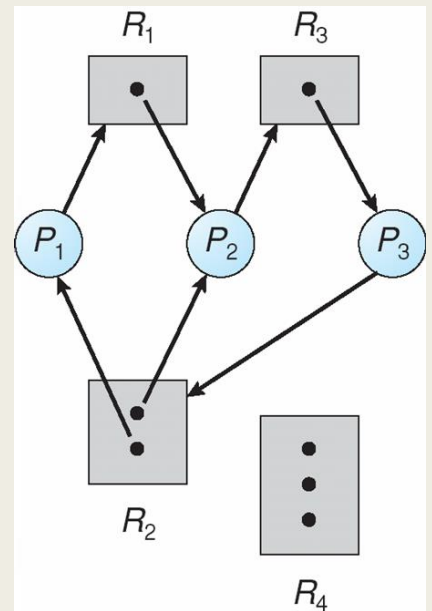 R₁ R₃
P₁ P₂ P₃
R₂
R₄